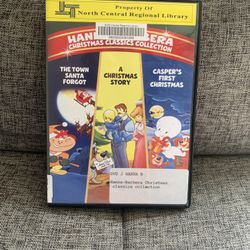 Property Of
North Central Regional Library
HANNA-BARBERA
CHRISTMAS CLASSICS COLLECTION
THE TOWN
SANTA
FORGOT
A
CHRISTMAS
STORY
CASPER'S
FIRST
CHRISTMAS
DVD J HANNA B
Hanna-Barbera Christmas
classics collection